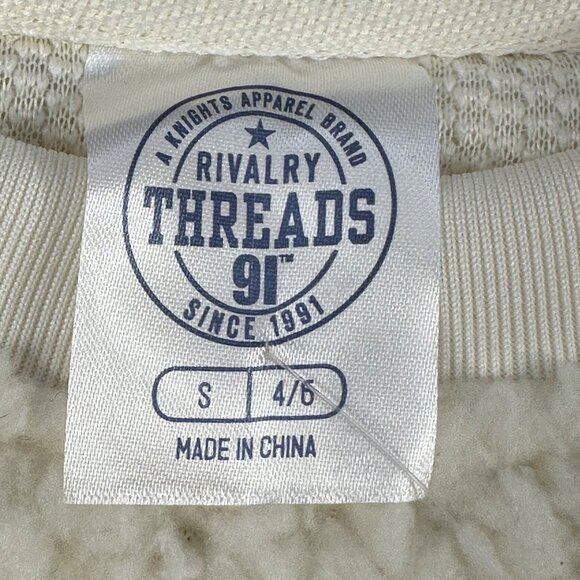 A KNIGHTS APPAREL BRAND
RIVALRY
THREADS
91™
SINCE 1991
S 4/6
MADE IN CHINA